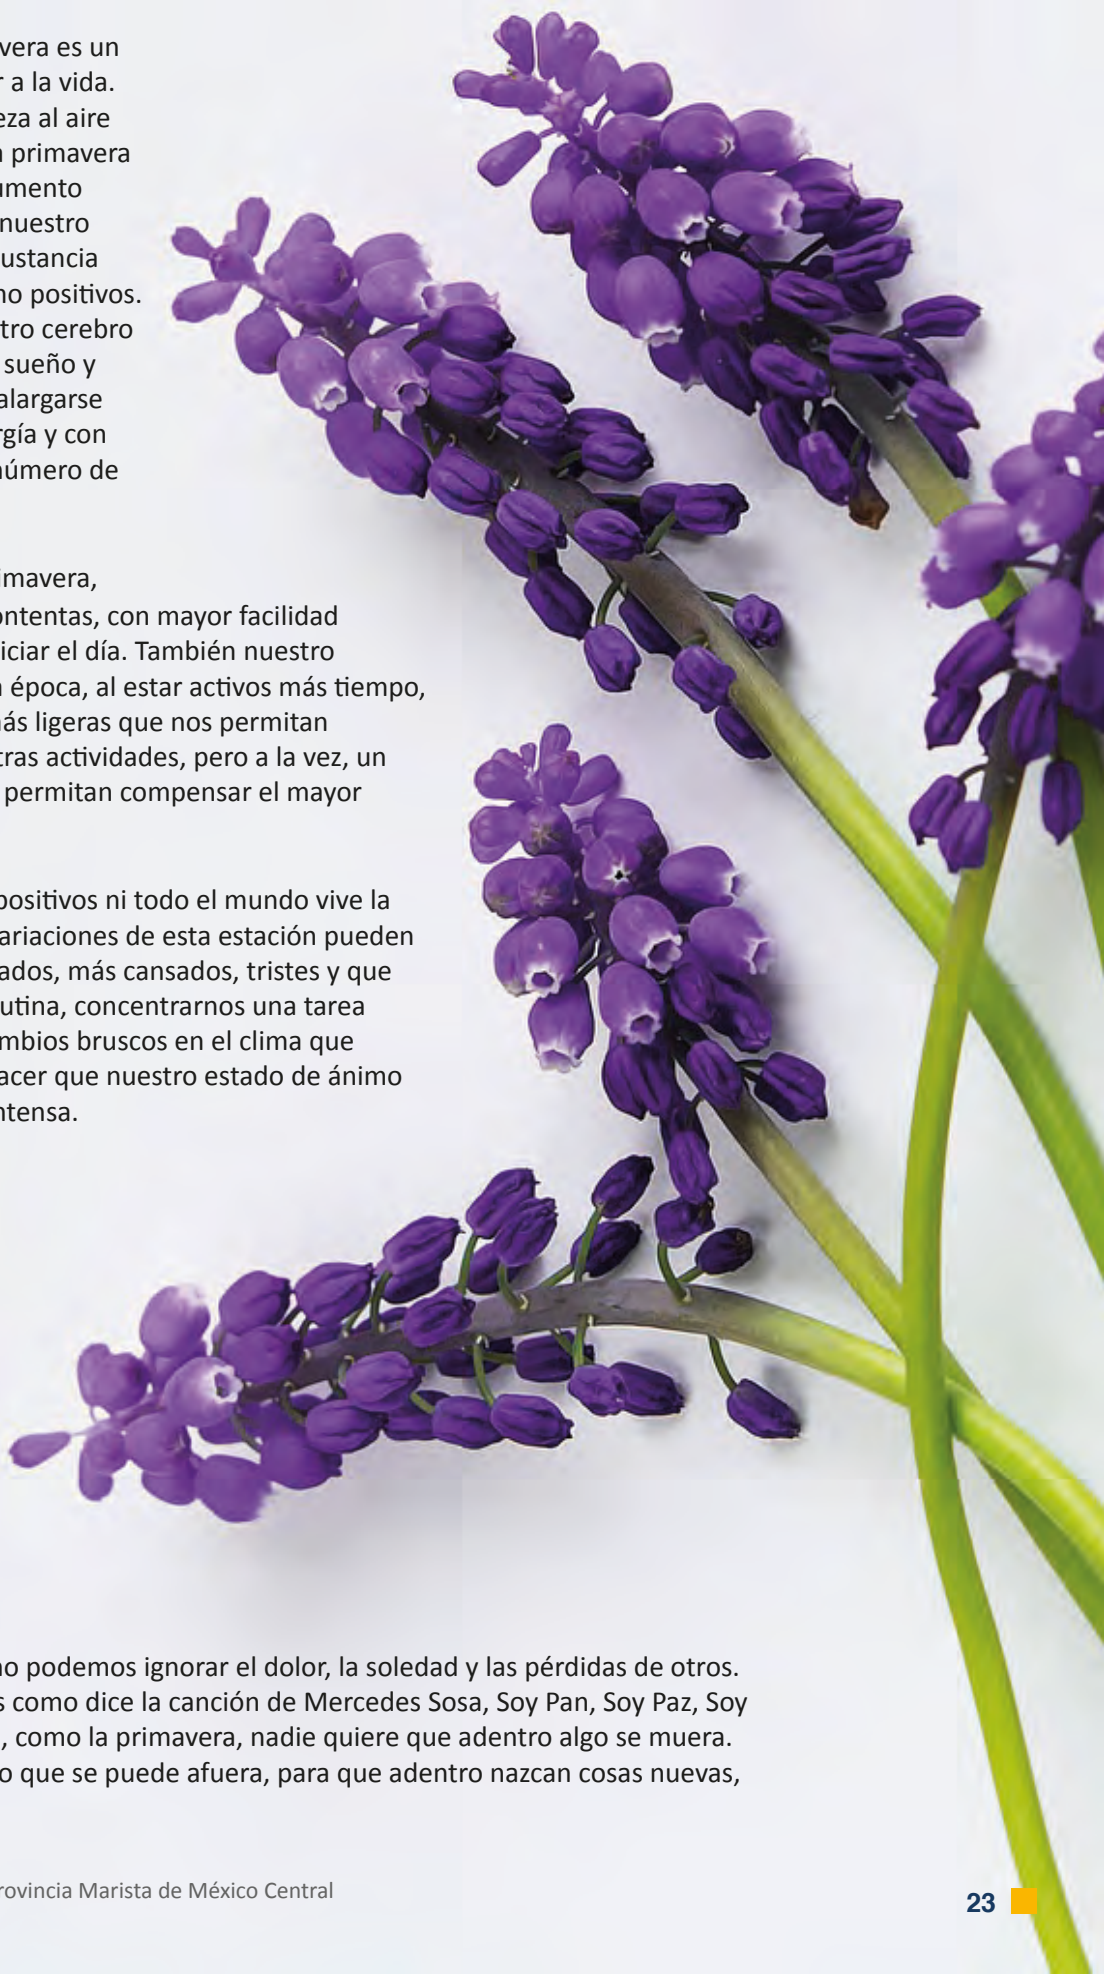 vera es un
r a la vida.
eza al aire
a primavera
umento
nuestro
ustancia
no positivos.
tro cerebro
sueño y
alargarse
rgía y con
número de
imavera,
ontentas, con mayor facilidad
iciar el día. También nuestro
a época, al estar activos más tiempo,
nás ligeras que nos permitan
tras actividades, pero a la vez, un
permitan compensar el mayor
positivos ni todo el mundo vive la
ariaciones de esta estación pueden
ados, más cansados, tristes y que
utina, concentrarnos una tarea
mbios bruscos en el clima que
acer que nuestro estado de ánimo
ntensa.
no podemos ignorar el dolor, la soledad y las pérdidas de otros.
s como dice la canción de Mercedes Sosa, Soy Pan, Soy Paz, Soy
, como la primavera, nadie quiere que adentro algo se muera.
o que se puede afuera, para que adentro nazcan cosas nuevas,
rovincia Marista de México Central
23